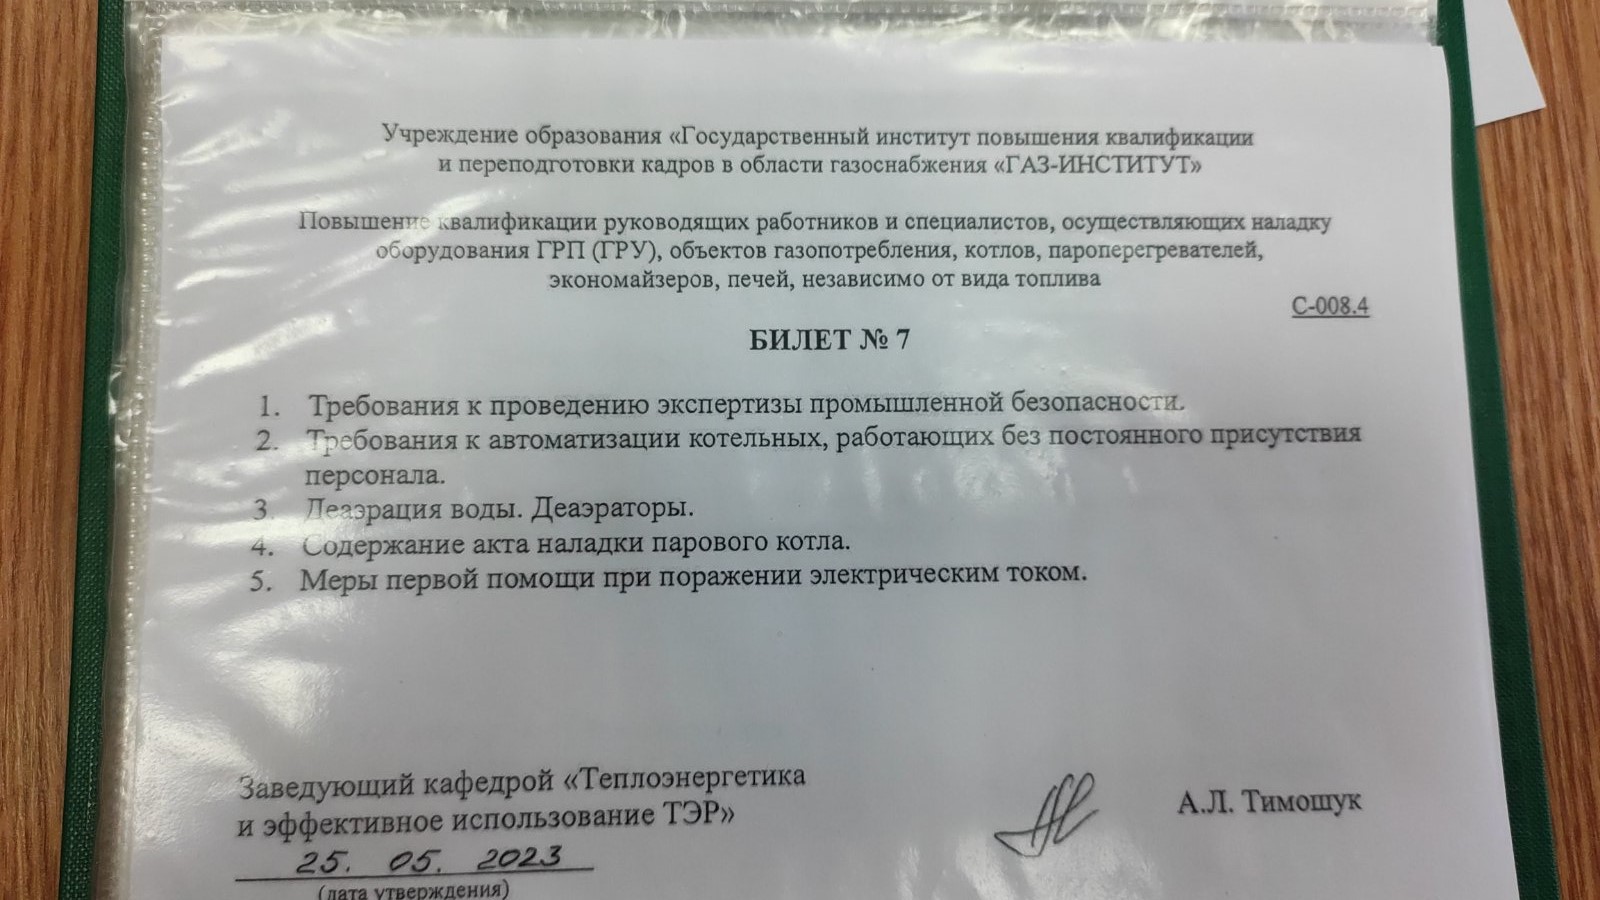 Учреждение образования «Государственный институт повышения квалификации
и переподготовки кадров в области газоснабжения «ГАЗ-ИНСТИТУТ»
Повышение квалификации руководящих работников и специалистов, осуществляющих наладку
оборудования ГРП (ГРУ), объектов газопотребления, котлов, пароперегревателей,
экономайзеров, печей, независимо от вида топлива
С-008.4
БИЛЕТ № 7
1. Требования к проведению экспертизы промышленной безопасности.
2. Требования к автоматизации котельных, работающих без постоянного присутствия
персонала.
3. Деаэрация воды. Деаэраторы.
4. Содержание акта наладки парового котла.
5. Меры первой помощи при поражении электрическим током.
Заведующий кафедрой «Теплоэнергетика
и эффективное использование ТЭР»
А.Л. Тимошук
25. 05. 2023
(дата утверждения)